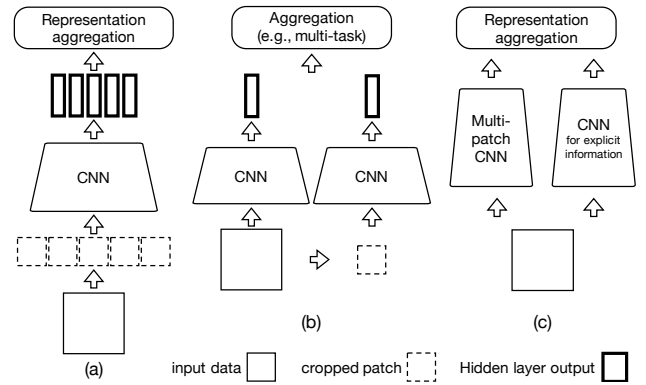 Representation
aggregation
CNN
(a)
Aggregation
(e.g., multi-task)
CNN
CNN
(b)
Representation
aggregation
Multi-
patch
CNN
CNN
for explicit
information
(c)
input data
cropped patch
Hidden layer output